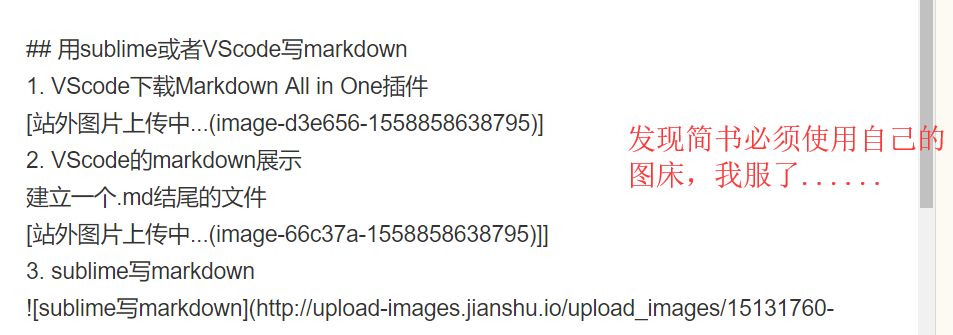 ## 用sublime或者VScode写markdown
1. VScode下载Markdown All in One插件
[站外图片上传中...(image-d3e656-1558858638795)]
2. VScode的markdown展示
建立一个.md结尾的文件
[站外图片上传中...(image-66c37a-1558858638795)]]
3. sublime写markdown
![sublime写markdown](http://upload-images.jianshu.io/upload_images/15131760-
发现简书必须使用自己的
图床，我服了......